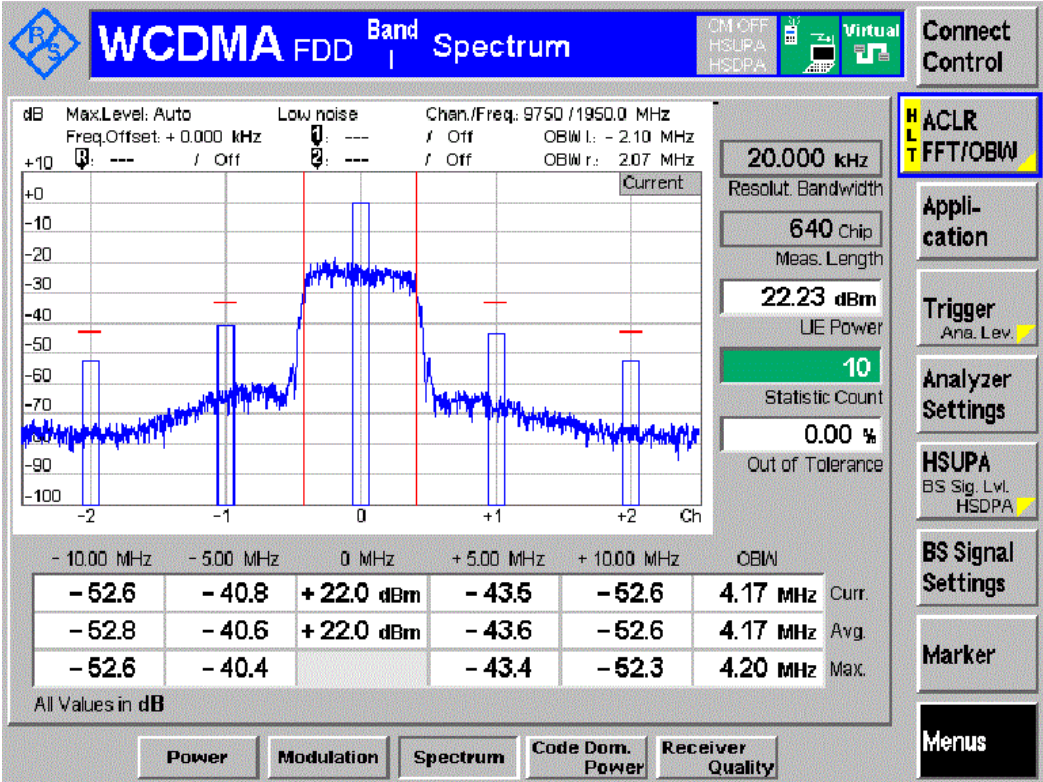 R&S WCDMA FDD Band I Spectrum
CM OFF HSUPA HSDPA
Virtual
Connect Control
dB Max.Level: Auto Low noise Chan./Freq.: 9750 / 1950.0 MHz
Freq.Offset: + 0.000 kHz 1: --- / Off OBW l.: – 2.10 MHz
+10 R: --- / Off 2: --- / Off OBW r.: 2.07 MHz
Current
+0
–10
–20
–30
–40
–50
–60
–70
–90
–100
–2 –1 0 +1 +2 Ch
20.000 kHz
Resolut. Bandwidth
640 Chip
Meas. Length
22.23 dBm
UE Power
10
Statistic Count
0.00 %
Out of Tolerance
– 10.00 MHz – 5.00 MHz 0 MHz + 5.00 MHz + 10.00 MHz OBW
– 52.6 – 40.8 + 22.0 dBm – 43.5 – 52.6 4.17 MHz Curr.
– 52.8 – 40.6 + 22.0 dBm – 43.6 – 52.6 4.17 MHz Avg.
– 52.6 – 40.4 – 43.4 – 52.3 4.20 MHz Max.
All Values in dB
HLT
ACLR
FFT/OBW
Appli-
cation
Trigger
Ana. Lev.
Analyzer
Settings
HSUPA
BS Sig. Lvl.
HSDPA
BS Signal
Settings
Marker
Menus
Power Modulation Spectrum Code Dom. Power Receiver Quality